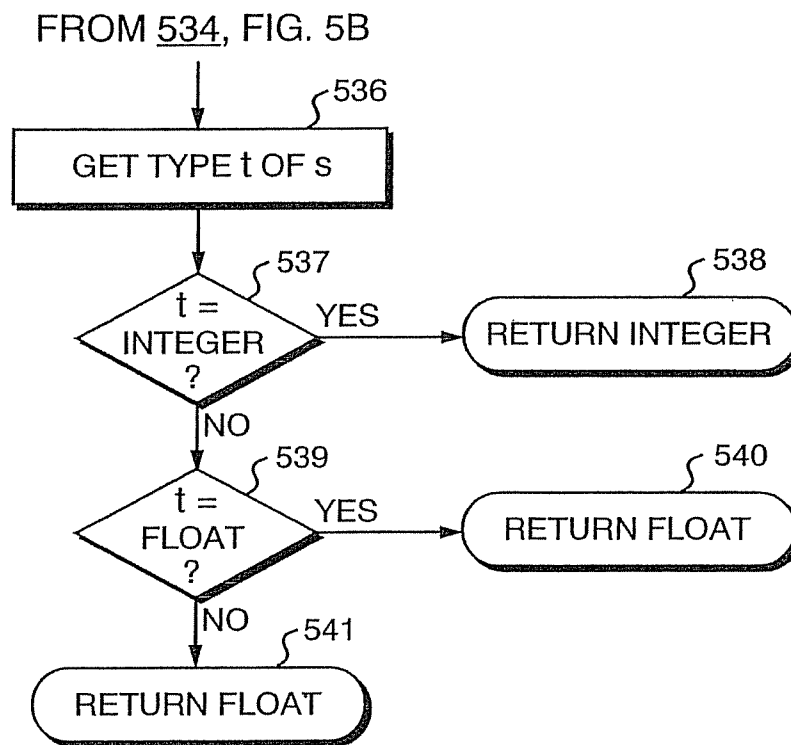 FROM 534, FIG. 5B
536
GET TYPE t OF s
537
t =
INTEGER
?
YES
538
RETURN INTEGER
NO
539
t =
FLOAT
?
YES
540
RETURN FLOAT
NO
541
RETURN FLOAT